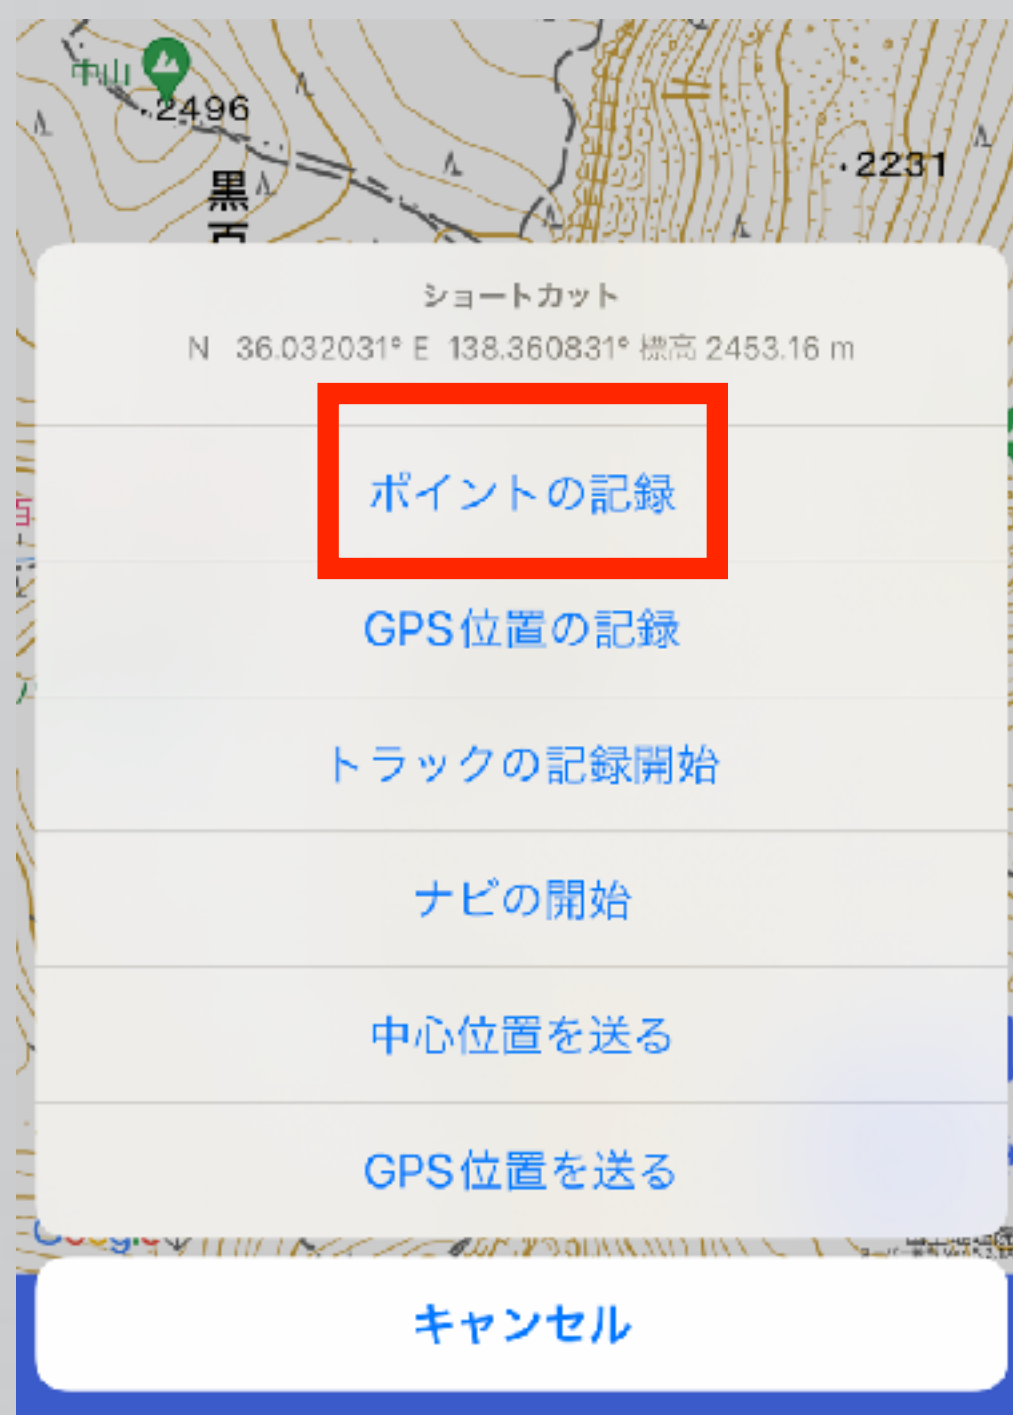 中山
2496
2231
黒
百
ショートカット
N 36.032031° E 138.360831° 標高 2453.16 m
ポイントの記録
GPS位置の記録
トラックの記録開始
ナビの開始
中心位置を送る
GPS位置を送る
Google
キャンセル